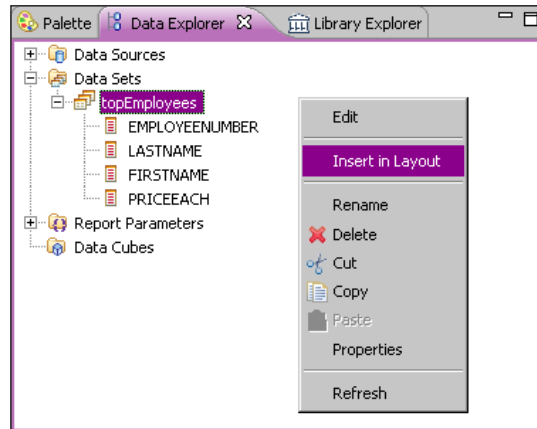 Palette
Data Explorer
Library Explorer
Data Sources
Data Sets
topEmployees
EMPLOYEENUMBER
LASTNAME
FIRSTNAME
PRICEEACH
Report Parameters
Data Cubes
Edit
Insert in Layout
Rename
Delete
Cut
Copy
Paste
Properties
Refresh